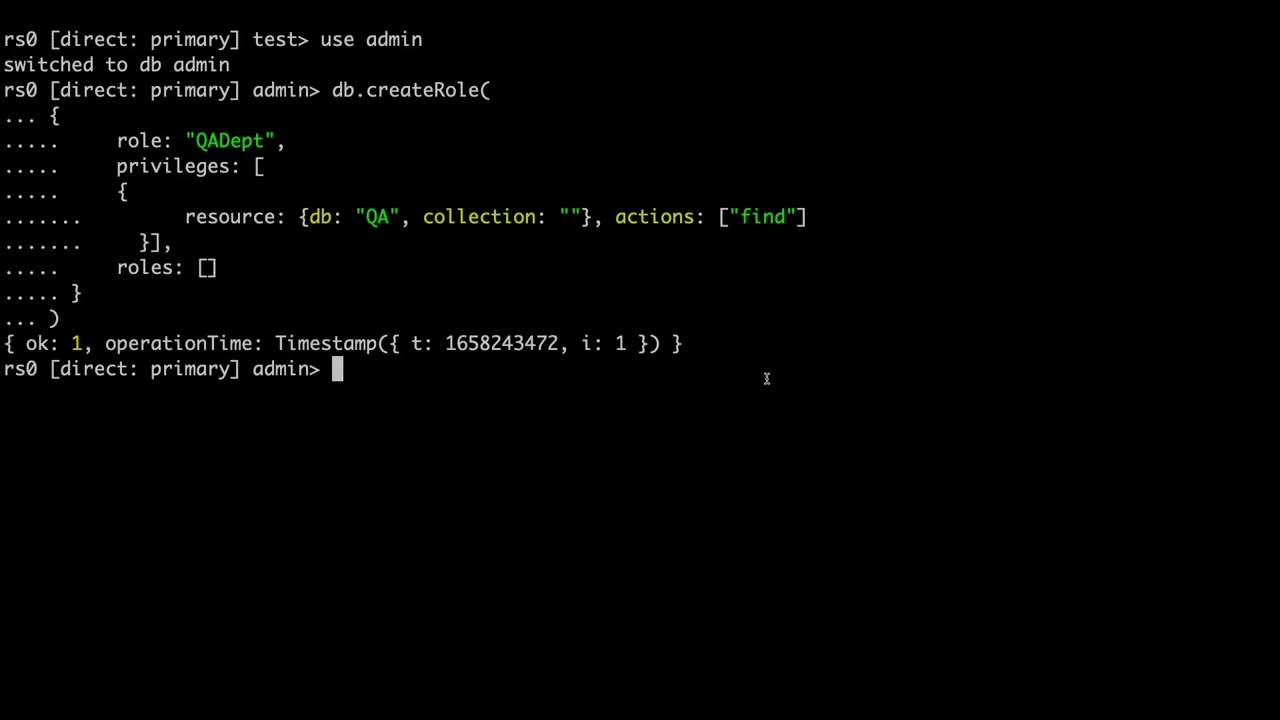 rs0 [direct: primary] test> use admin
switched to db admin
rs0 [direct: primary] admin> db.createRole(
... {
.....     role: "QADept",
.....     privileges: [
.....     {
.......         resource: {db: "QA", collection: ""}, actions: ["find"]
.......     }],
.....     roles: []
..... }
... )
{ ok: 1, operationTime: Timestamp({ t: 1658243472, i: 1 }) }
rs0 [direct: primary] admin>